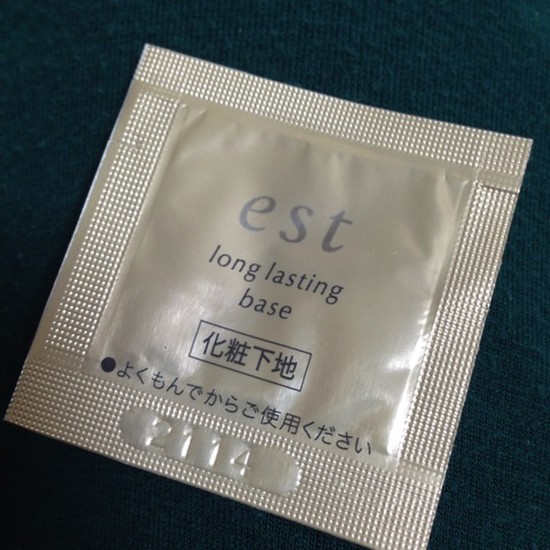 est
long lasting
base
化粧下地
●よくもんでからご使用ください
2114